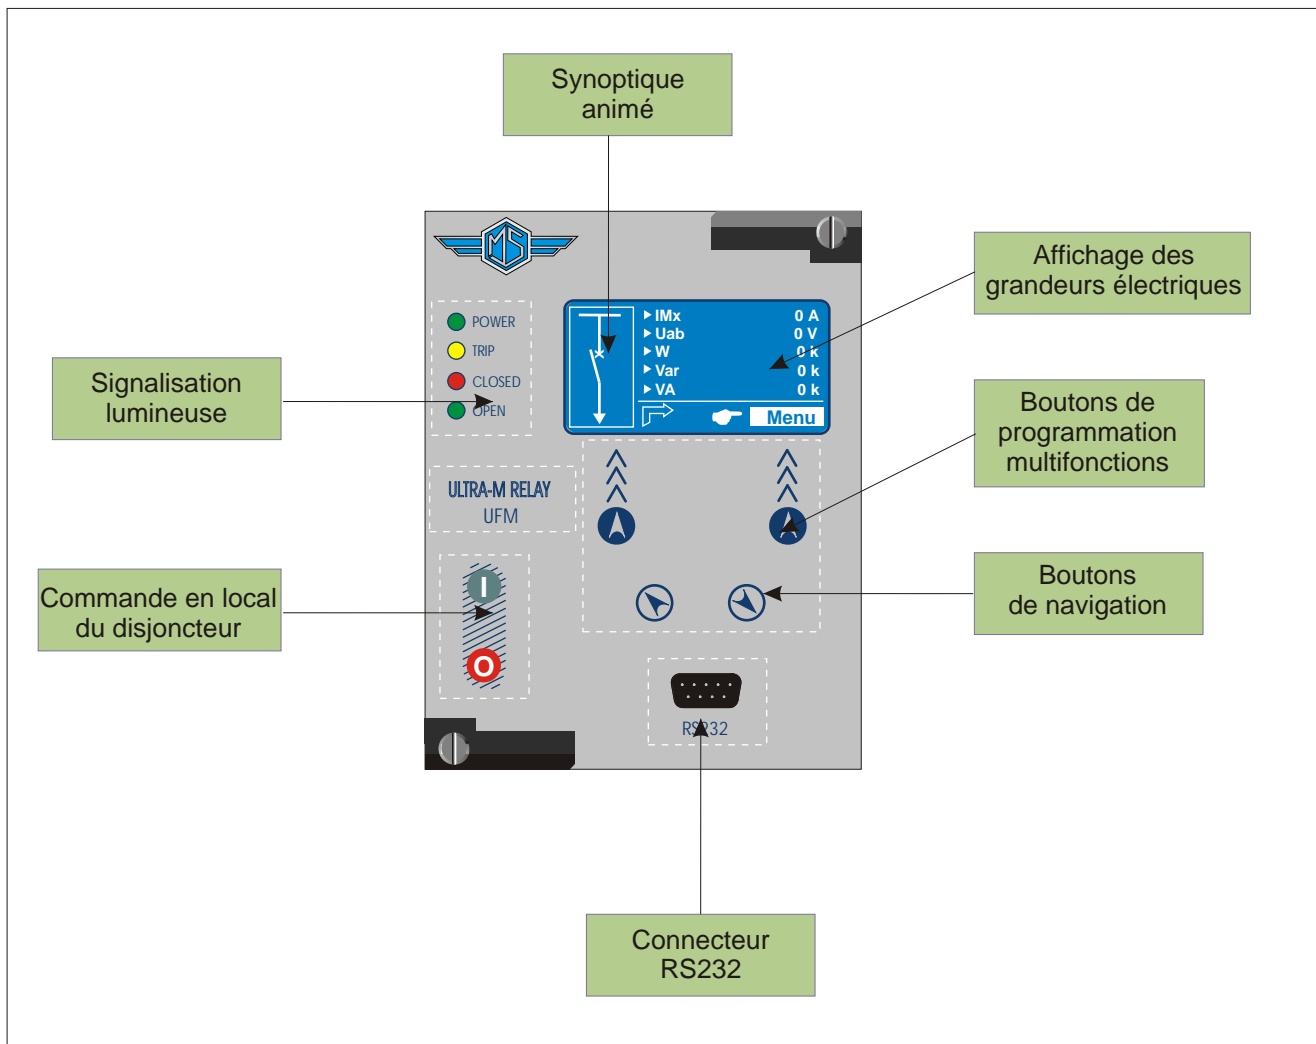 Synoptique
animé
MS
Affichage des
grandeurs électriques
POWER
TRIP
CLOSED
OPEN
IMx 0 A
Uab 0 V
W 0 k
Var 0 k
VA 0 k
Menu
Signalisation
lumineuse
Boutons de
programmation
multifonctions
ULTRA-M RELAY
UFM
Commande en local
du disjoncteur
I
O
Boutons
de navigation
RS232
Connecteur
RS232